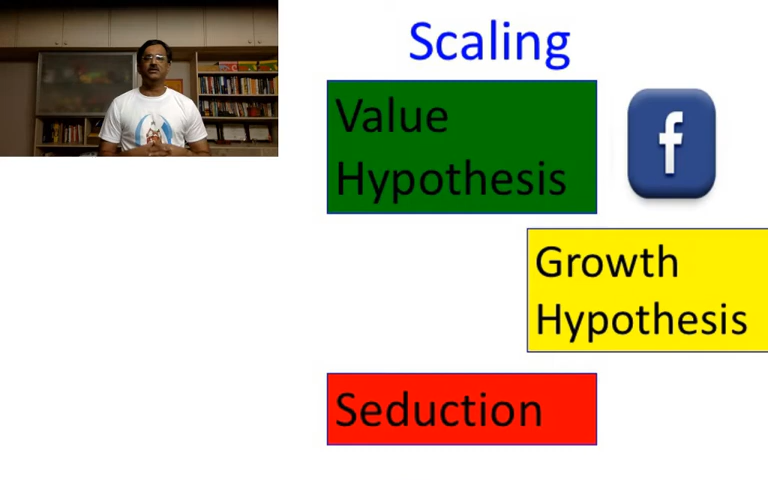 Scaling
Value
Hypothesis
f
Growth
Hypothesis
Seduction